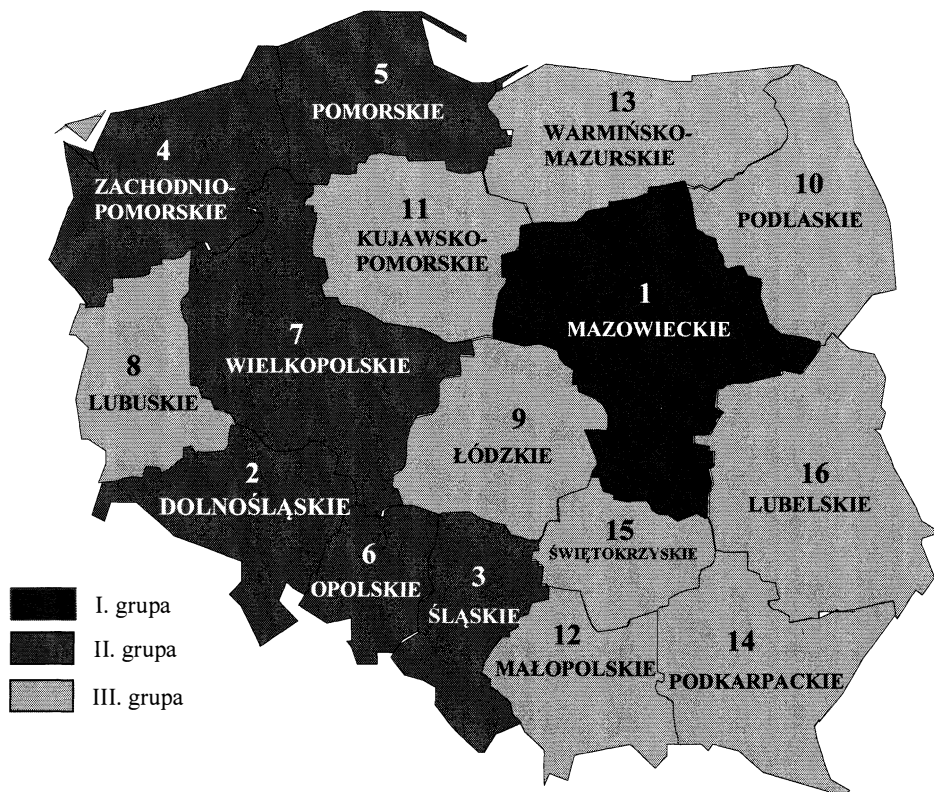 5
POMORSKIE
13
WARMIŃSKO-
MAZURSKIE
4
ZACHODNIO-
POMORSKIE
10
PODLASKIE
11
KUJAWSKO-
POMORSKIE
1
MAZOWIECKIE
7
WIELKOPOLSKIE
8
LUBUSKIE
9
ŁÓDZKIE
2
DOLNOŚLĄSKIE
16
LUBELSKIE
15
ŚWIĘTOKRZYSKIE
6
OPOLSKIE
3
ŚLĄSKIE
12
MAŁOPOLSKIE
14
PODKARPACKIE
I. grupa
II. grupa
III. grupa